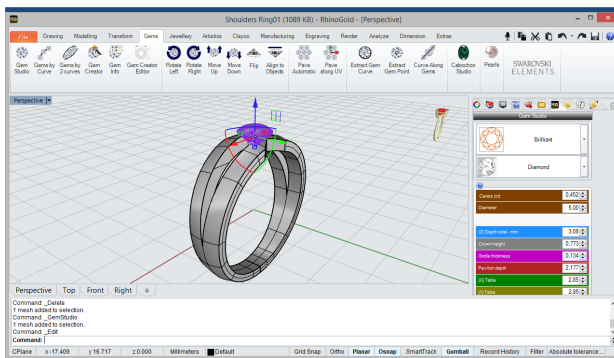 Shoulders Ring01 (1089 KB) - RhinoGold - [Perspective]
File Drawing Modelling Transform Gems Jewellery Artistics Clayoo Manufacturing Engraving Render Analyze Dimension Extras
Gem Studio
Gems by Curve
Gems by 2 curves
Gem Creator
Gem Info
Gem Creator Editor
Rotate Left
Rotate Right
Move Up
Move Down
Flip
Align to Objects
Pave Automatic
Pave along UV
Extract Gem Curve
Extract Gem Point
Curve Along Gems
Cabochon Studio
Pearls
SWAROVSKI
ELEMENTS
Perspective
Gem Studio
Brilliant
Diamond
Carats (ct) 0,452
Diameter 5,00
(Z) Depth total - mm 3,08
Crown height 0,773
Girdle thickness 0,134
Pavilion depth 2,177
(X) Table 2,85
(Y) Table 2,85
Perspective Top Front Right
Command: _Delete
1 mesh added to selection.
Command: _GemStudio
1 mesh added to selection.
Command: _Edit
Command:
CPlane x -17.409 y 16.717 z 0.000 Millimeters Default Grid Snap Ortho Planar Osnap SmartTrack Gumball Record History Filter Absolute tolerance...